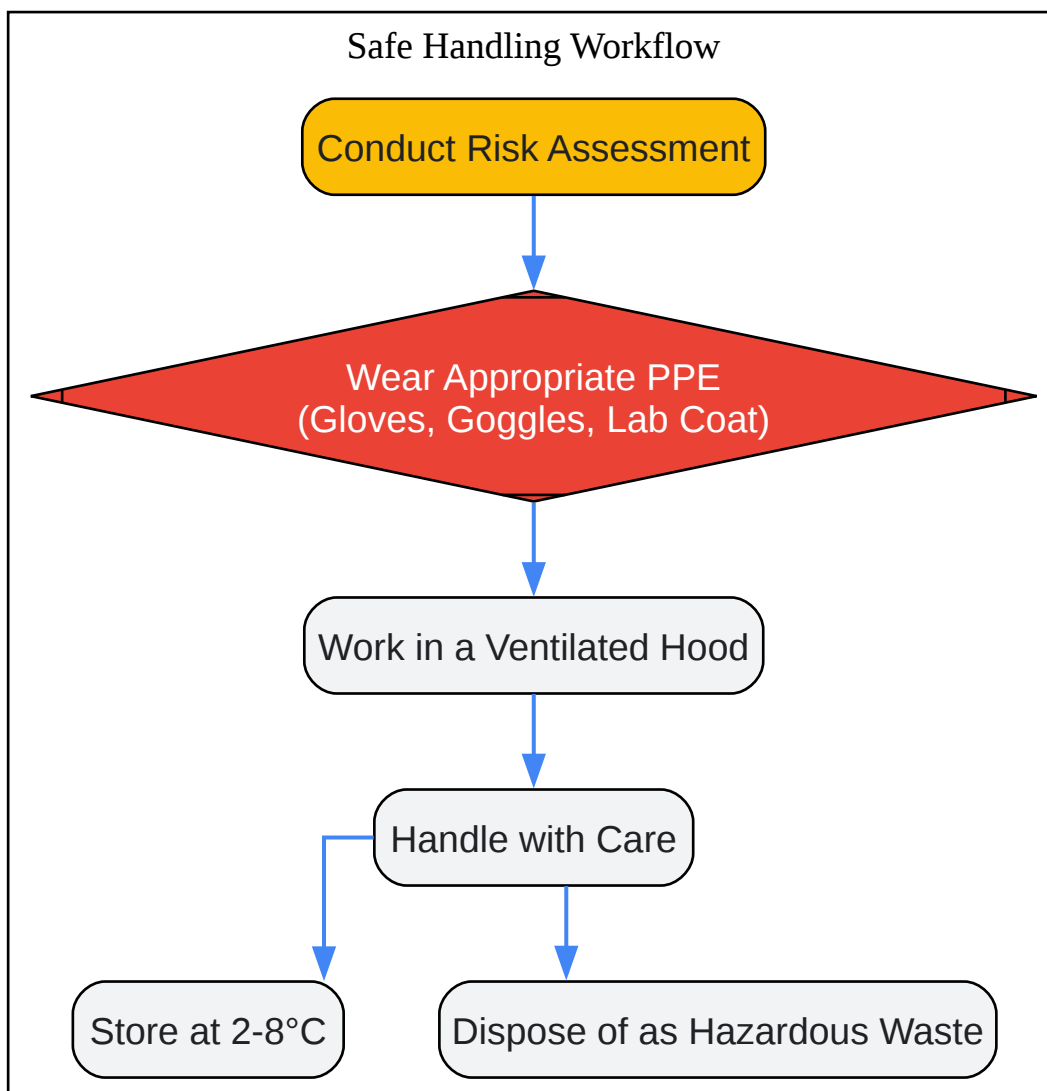 Safe Handling Workflow
Conduct Risk Assessment
Wear Appropriate PPE
(Gloves, Goggles, Lab Coat)
Work in a Ventilated Hood
Handle with Care
Store at 2-8°C
Dispose of as Hazardous Waste